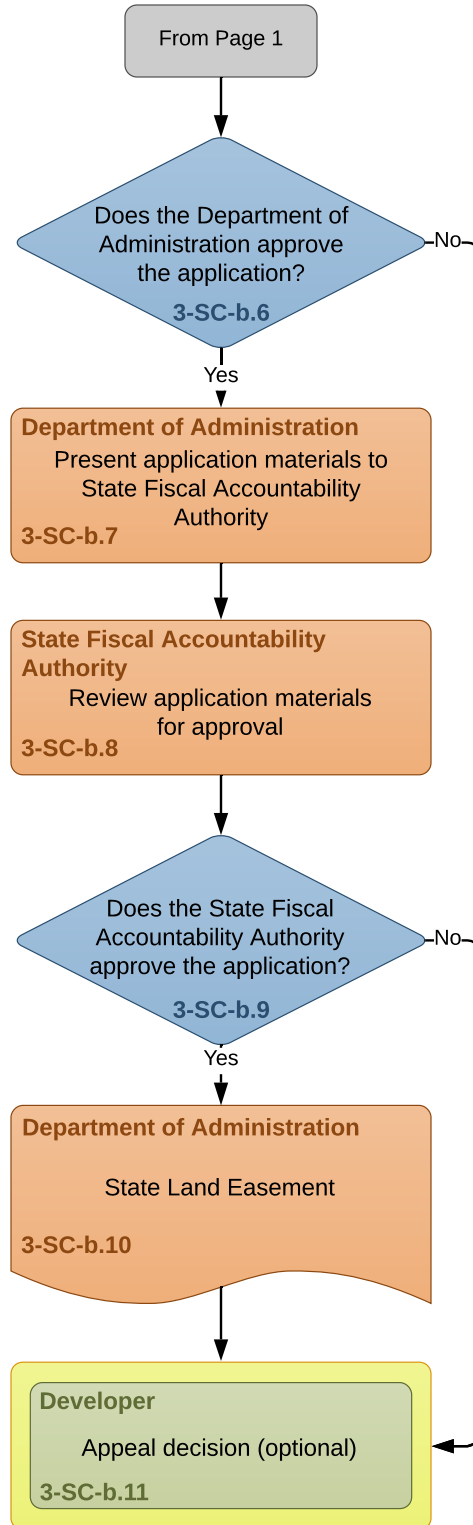 From Page 1
Does the Department of
Administration approve
the application?
3-SC-b.6
No
Yes
Department of Administration
Present application materials to
State Fiscal Accountability
Authority
3-SC-b.7
State Fiscal Accountability
Authority
Review application materials
for approval
3-SC-b.8
Does the State Fiscal
Accountability Authority
approve the application?
3-SC-b.9
No
Yes
Department of Administration
State Land Easement
3-SC-b.10
Developer
Appeal decision (optional)
3-SC-b.11